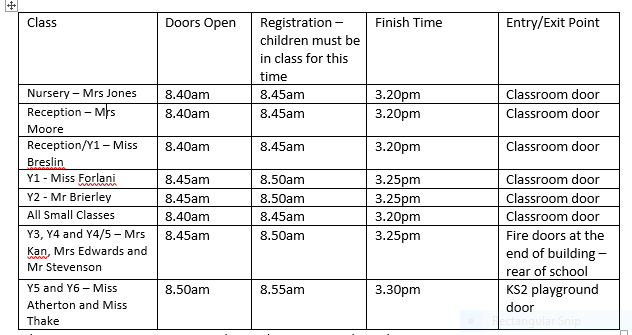 Class Doors Open Registration – Finish Time Entry/Exit Point
children must be
in class for this
time
Nursery – Mrs Jones 8.40am 8.45am 3.20pm Classroom door
Reception – Mrs 8.40am 8.45am 3.20pm Classroom door
Moore
Reception/Y1 – Miss 8.40am 8.45am 3.20pm Classroom door
Breslin
Y1 - Miss Forlani 8.45am 8.50am 3.25pm Classroom door
Y2 - Mr Brierley 8.45am 8.50am 3.25pm Classroom door
All Small Classes 8.40am 8.45am 3.20pm Classroom door
Y3, Y4 and Y4/5 – Mrs 8.45am 8.50am 3.25pm Fire doors at the
Kan, Mrs Edwards and end of building –
Mr Stevenson rear of school
Y5 and Y6 – Miss 8.50am 8.55am 3.30pm KS2 playground
Atherton and Miss door
Thake
Rectangular Snip